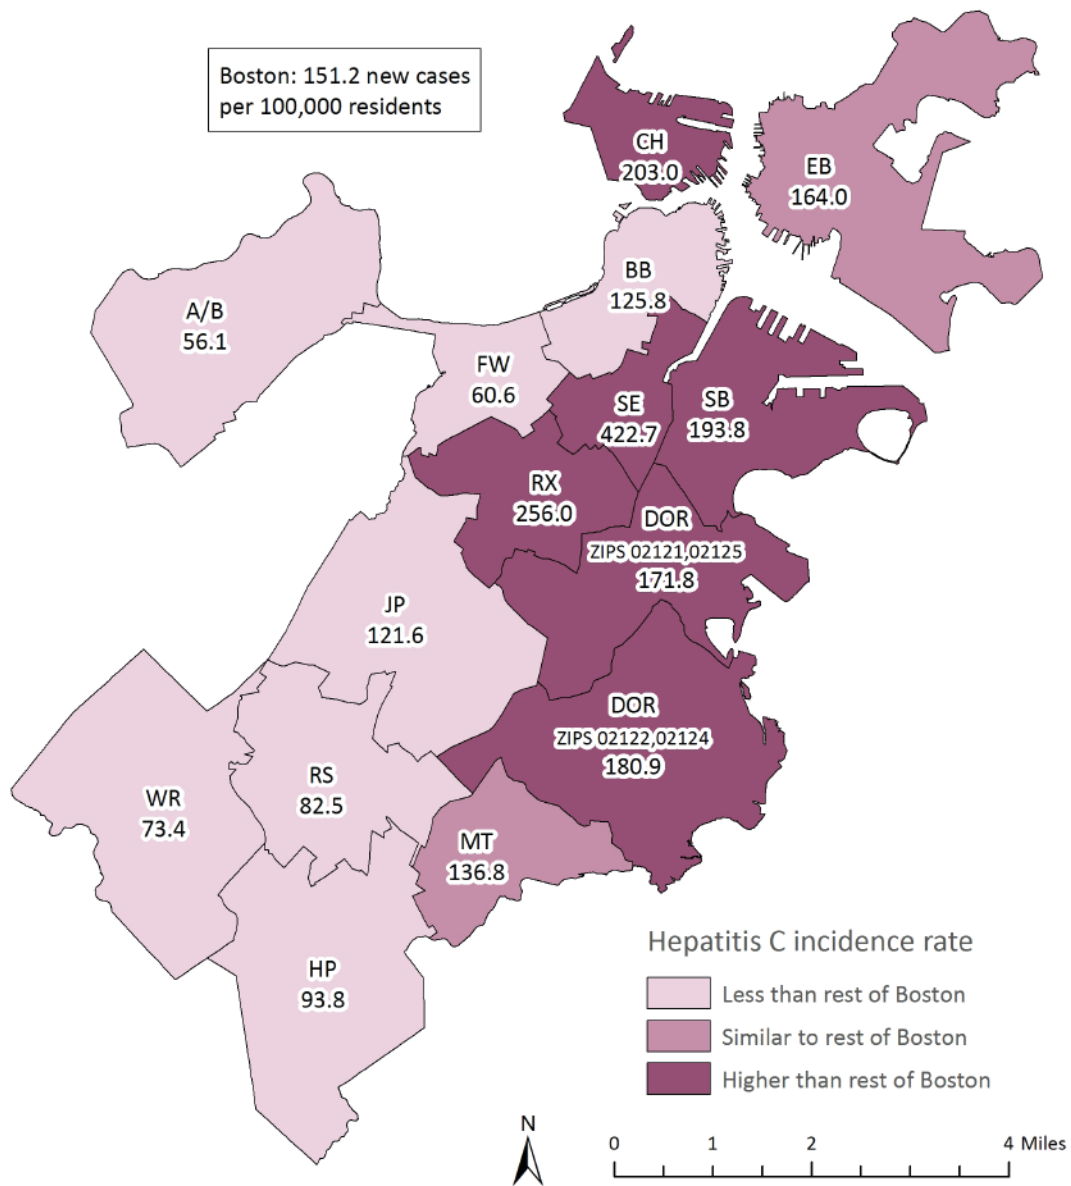 Boston: 151.2 new cases
per 100,000 residents
CH
203.0
EB
164.0
BB
125.8
A/B
56.1
FW
60.6
SE
422.7
SB
193.8
RX
256.0
DOR
ZIPS 02121,02125
171.8
JP
121.6
DOR
ZIPS 02122,02124
180.9
RS
82.5
WR
73.4
MT
136.8
HP
93.8
Hepatitis C incidence rate
Less than rest of Boston
Similar to rest of Boston
Higher than rest of Boston
N
0 1 2 4 Miles